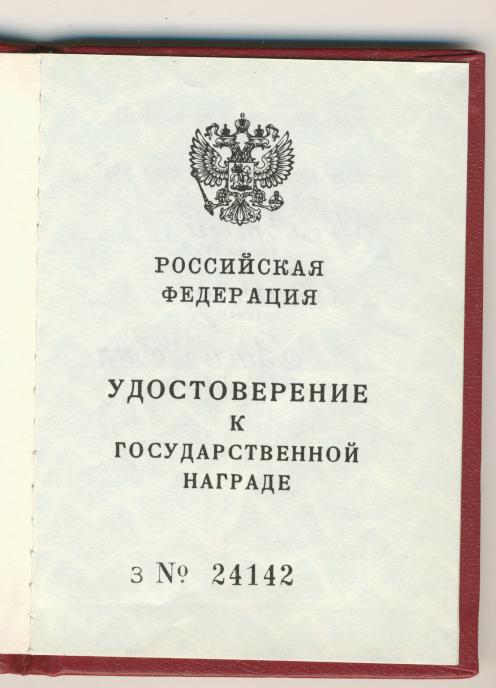 РОССИЙСКАЯ
ФЕДЕРАЦИЯ
УДОСТОВЕРЕНИЕ
К
ГОСУДАРСТВЕННОЙ
НАГРАДЕ
З № 24142